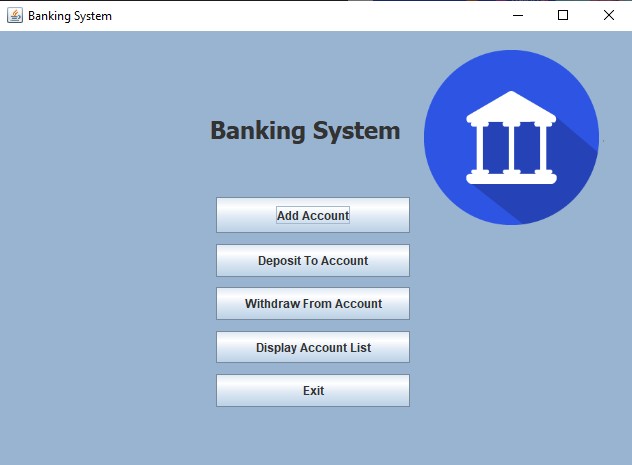 Banking System
Banking System
Add Account
Deposit To Account
Withdraw From Account
Display Account List
Exit